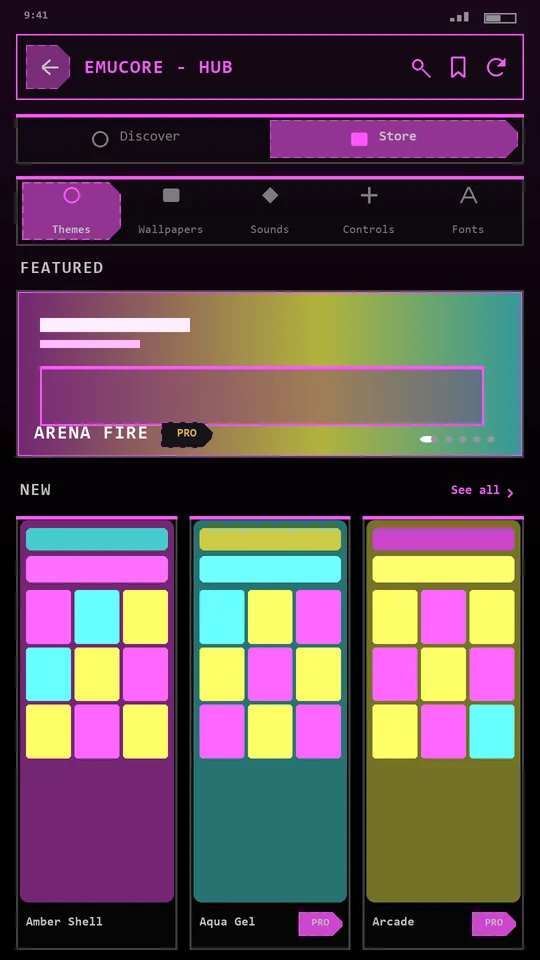 9:41
EMUCORE - HUB
Discover
Store
Themes
Wallpapers
Sounds
Controls
Fonts
FEATURED
ARENA FIRE
PRO
NEW
See all
Amber Shell
Aqua Gel
PRO
Arcade
PRO